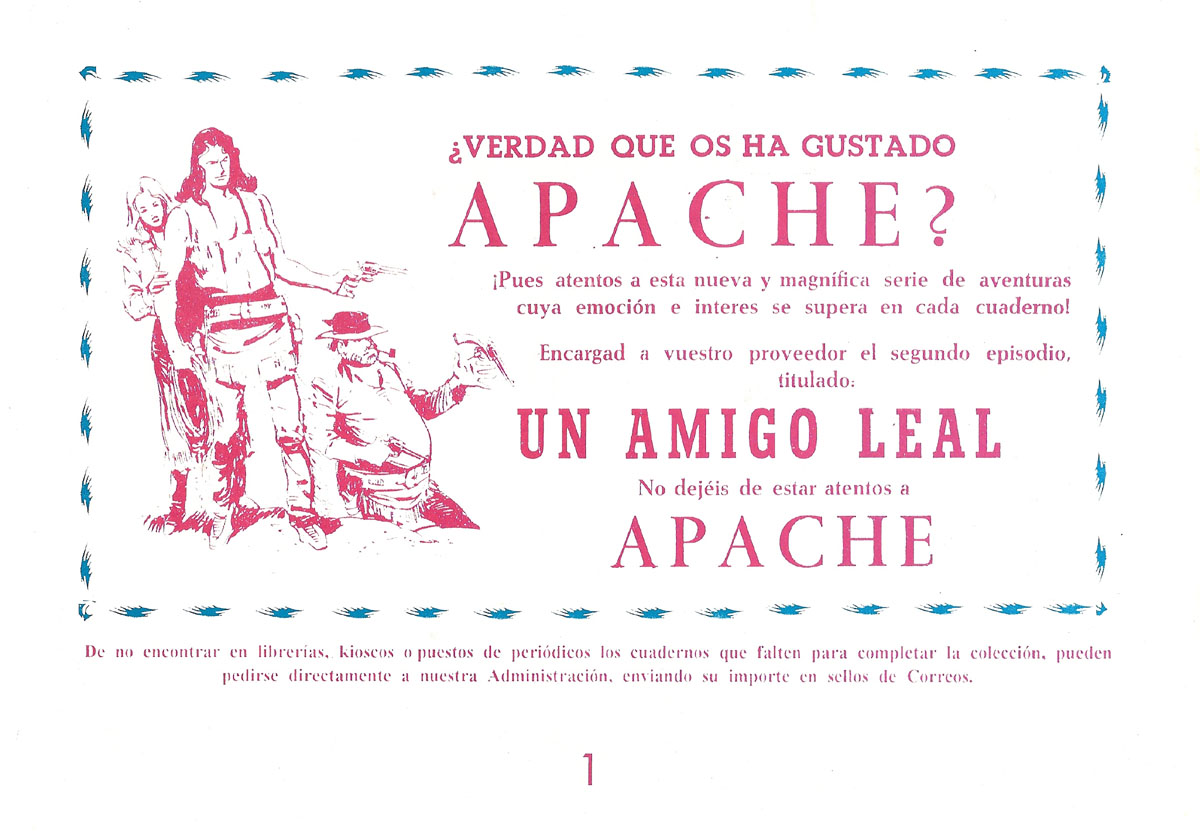 ¿VERDAD QUE OS HA GUSTADO
APACHE?
¡Pues atentos a esta nueva y magnífica serie de aventuras
cuya emoción e interes se supera en cada cuaderno!
Encargad a vuestro proveedor el segundo episodio,
titulado:
UN AMIGO LEAL
No dejéis de estar atentos a
APACHE
De no encontrar en librerías, kioscos o puestos de periódicos los cuadernos que falten para completar la colección, pueden
pedirse directamente a nuestra Administración, enviando su importe en sellos de Correos.
1